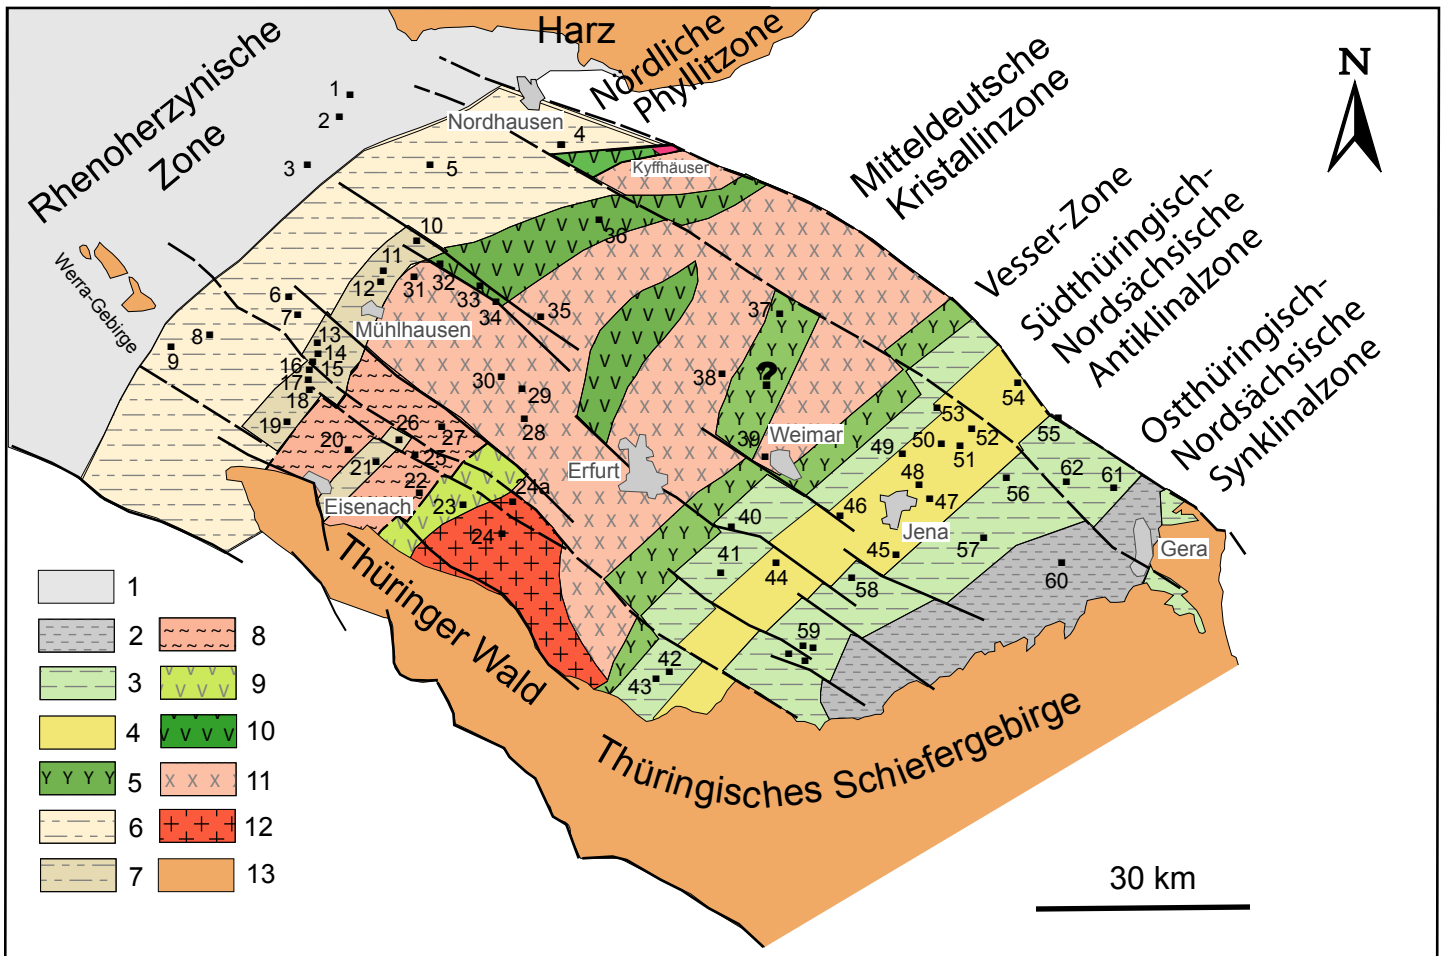 Harz
Nördliche
Phyllitzone
Rhenoherzynische
Zone
Mitteldeutsche
Kristallinzone
Vesser-Zone
Südthüringisch-
Nordsächsische
Antiklinalzone
Ostthüringisch-
Nordsächsische
Synklinalzone
N
Werra-Gebirge
Nordhausen
Kyffhäuser
Mühlhausen
Eisenach
Erfurt
Weimar
Jena
Gera
Thüringer Wald
Thüringisches Schiefergebirge
1
2
3
4
5
6
7
8
9
10
11
12
13
14
15
16
17
18
19
20
21
22
23
24
24a
25
26
27
28
29
30
31
32
33
34
35
36
37
38
?
39
40
41
42
43
44
45
46
47
48
49
50
51
52
53
54
55
56
57
58
59
60
61
62
1
2
3
4
5
6
7
8
9
10
11
12
13
30 km